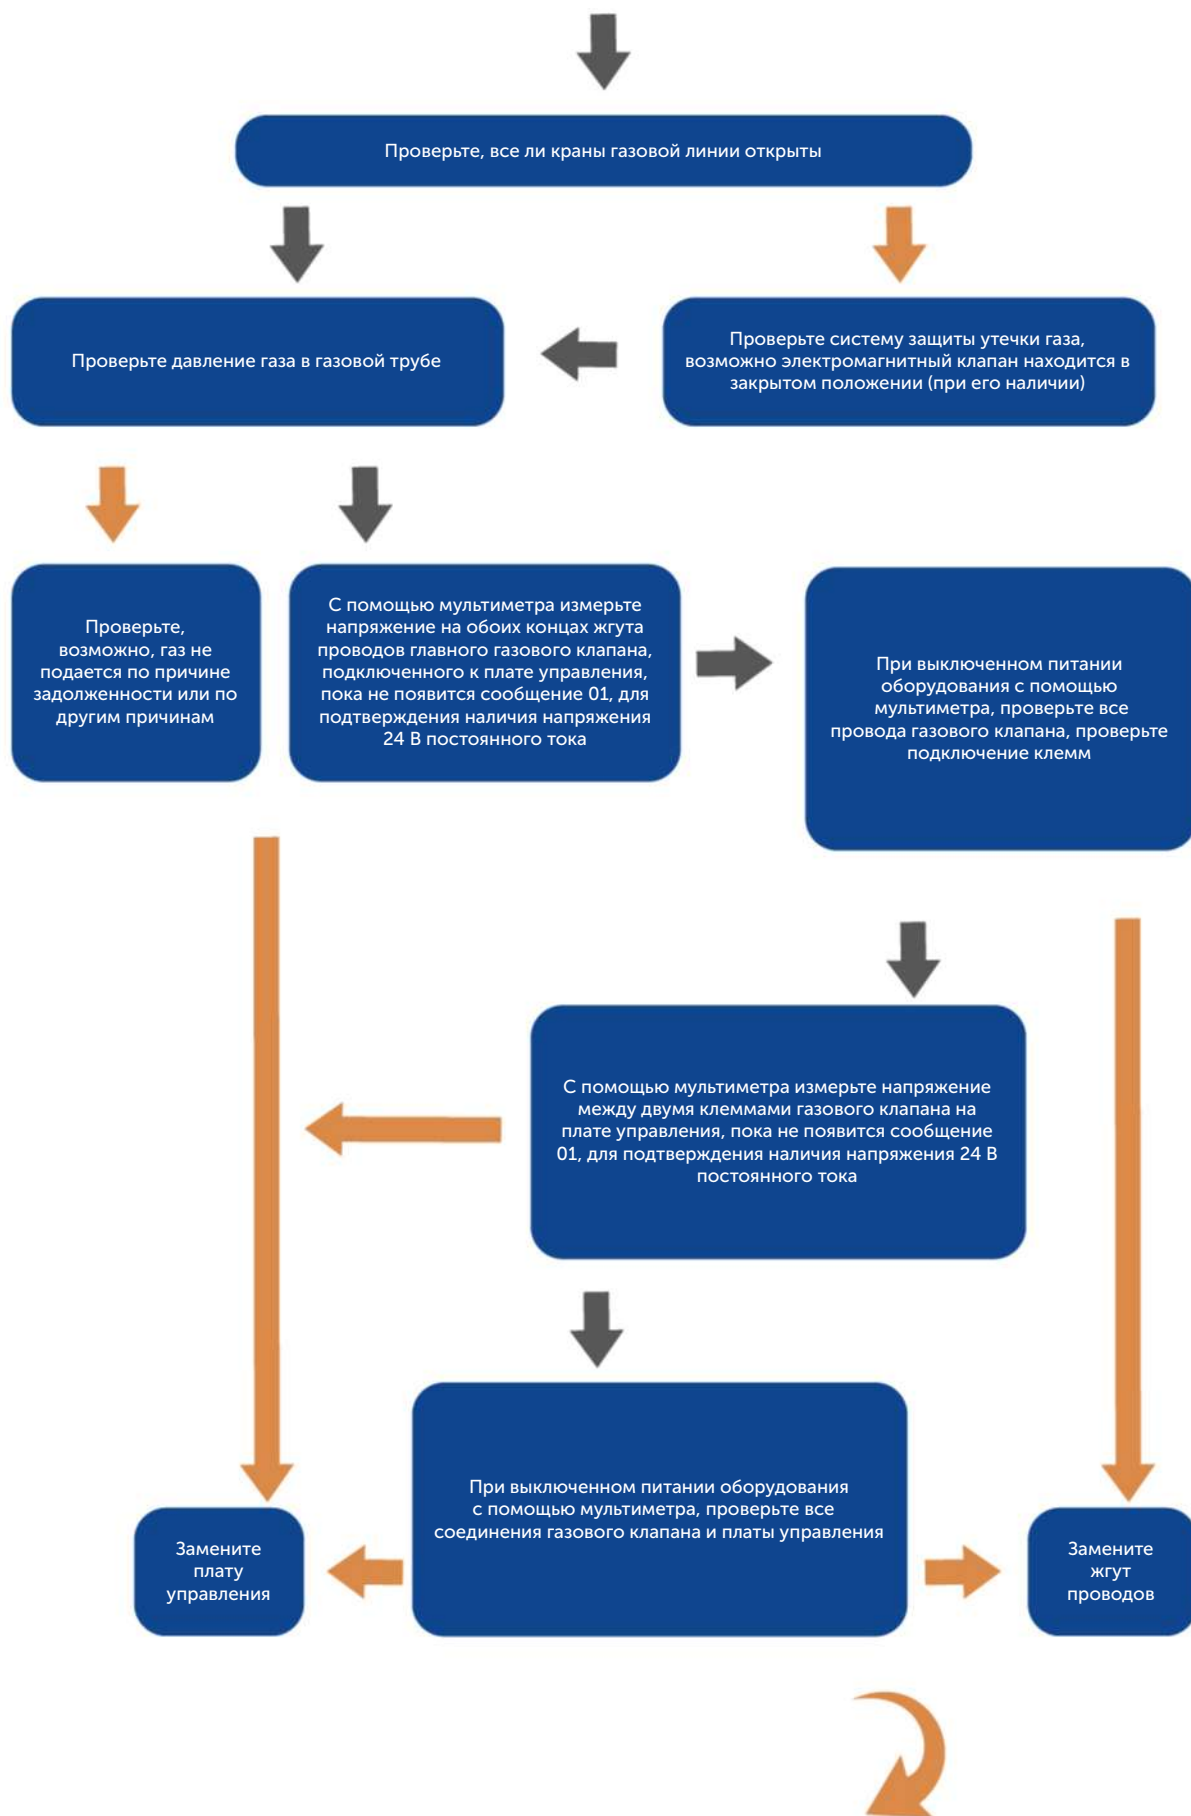 Проверьте, все ли краны газовой линии открыты
Проверьте давление газа в газовой трубе
Проверьте систему защиты утечки газа,
возможно электромагнитный клапан находится в
закрытом положении (при его наличии)
Проверьте,
возможно, газ не
подается по причине
задолженности или по
другим причинам
С помощью мультиметра измерьте
напряжение на обоих концах жгута
проводов главного газового клапана,
подключенного к плате управления,
пока не появится сообщение 01, для
подтверждения наличия напряжения
24 В постоянного тока
При выключенном питании
оборудования с помощью
мультиметра, проверьте все
провода газового клапана, проверьте
подключение клемм
С помощью мультиметра измерьте напряжение
между двумя клеммами газового клапана на
плате управления, пока не появится сообщение
01, для подтверждения наличия напряжения 24 В
постоянного тока
При выключенном питании оборудования
с помощью мультиметра, проверьте все
соединения газового клапана и платы управления
Замените
плату
управления
Замените
жгут
проводов